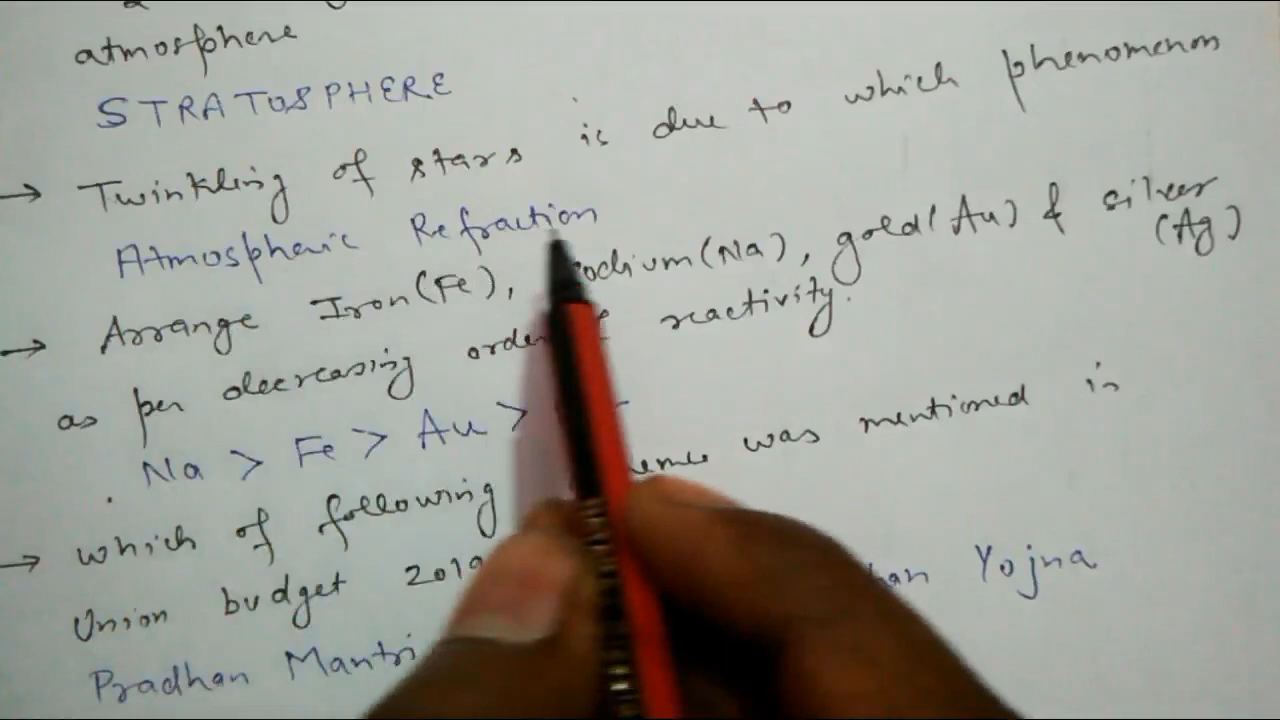 atmosphere
STRATOSPHERE
→ Twinkling of stars is due to which phenomenon
Atmospheric Refraction
→ Arrange Iron(Fe), sodium(Na), gold(Au) & silver (Ag)
as per decreasing order of reactivity.
Na > Fe > Au >
→ which of following was mentioned in
Union budget 2019
Pradhan Mantri Yojna